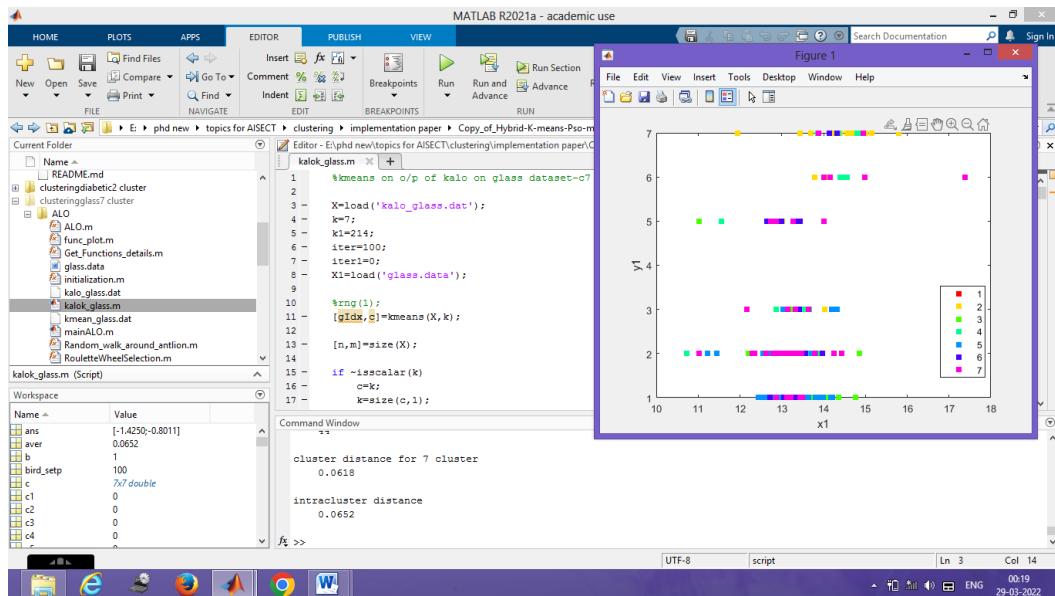 MATLAB R2021a - academic use
HOME PLOTS APPS EDITOR PUBLISH VIEW
Search Documentation
Sign In
New Open Save
Find Files
Compare
Print
Go To
Find
Insert
Comment
Indent
Breakpoints
Run
Run and Advance
Run Section
Advance
FILE NAVIGATE EDIT BREAKPOINTS RUN
E: phd new topics for AISECT clustering implementation paper Copy_of_Hybrid-K-means-Pso-m
Current Folder
Name
README.md
clusteringdiabetic2 cluster
clusteringglass7 cluster
ALO
ALO.m
func_plot.m
Get_Functions_details.m
glass.data
initialization.m
kalo_glass.dat
kalok_glass.m
kmean_glass.dat
mainALO.m
Random_walk_around_antlion.m
RouletteWheelSelection.m
kalok_glass.m (Script)
Workspace
Name Value
ans [-1.4250;-0.8011]
aver 0.0652
b 1
bird_setp 100
c 7x7 double
c1 0
c2 0
c3 0
c4 0
Editor - E:\phd new\topics for AISECT\clustering\implementation paper\C
kalok_glass.m
1 %kmeans on o/p of kalo on glass dataset-c7
2
3 X=load('kalo_glass.dat');
4 k=7;
5 k1=214;
6 iter=100;
7 iter1=0;
8 X1=load('glass.data');
9
10 %rng(1);
11 [gIdx,c]=kmeans(X,k);
12
13 [n,m]=size(X);
14
15 if ~isscalar(k)
16 c=k;
17 k=size(c,1);
Command Window
cluster distance for 7 cluster
0.0618
intracluster distance
0.0652
fx >>
Figure 1
File Edit View Insert Tools Desktop Window Help
7
6
5
4
3
2
1
y1
10 11 12 13 14 15 16 17 18
x1
1
2
3
4
5
6
7
UTF-8 script Ln 3 Col 14
ENG
00:19
29-03-2022